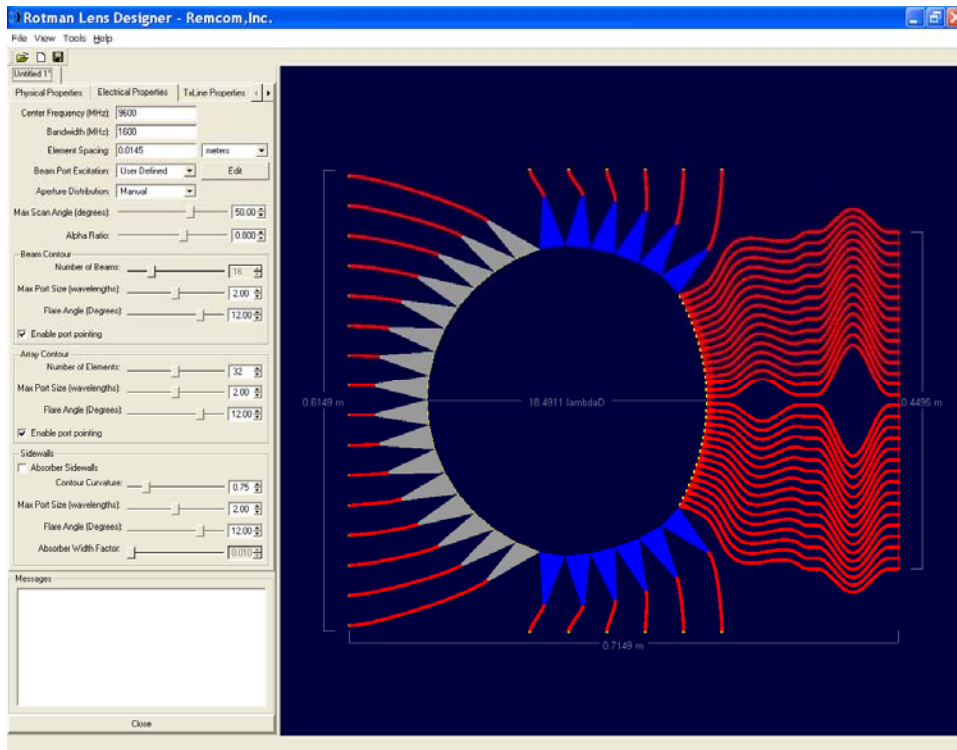 Rotman Lens Designer - Remcom,Inc.
File View Tools Help
Untitled 1*
Physical Properties Electrical Properties TxLine Properties
Center Frequency (MHz): 9600
Bandwidth (MHz): 1600
Element Spacing: 0.0145 meters
Beam Port Excitation: User Defined Edit
Aperture Distribution: Manual
Max Scan Angle (degrees): 50.00
Alpha Ratio: 0.800
Beam Contour
Number of Beams: 16
Max Port Size (wavelengths): 2.00
Flare Angle (Degrees): 12.00
Enable port pointing
Array Contour
Number of Elements: 32
Max Port Size (wavelengths): 2.00
Flare Angle (Degrees): 12.00
Enable port pointing
Sidewalls
Absorber Sidewalls
Contour Curvature: 0.75
Max Port Size (wavelengths): 2.00
Flare Angle (Degrees): 12.00
Absorber Width Factor: 0.010
Messages
Close
0.6149 m
18.4911 lambdaD
0.4495 m
0.7149 m